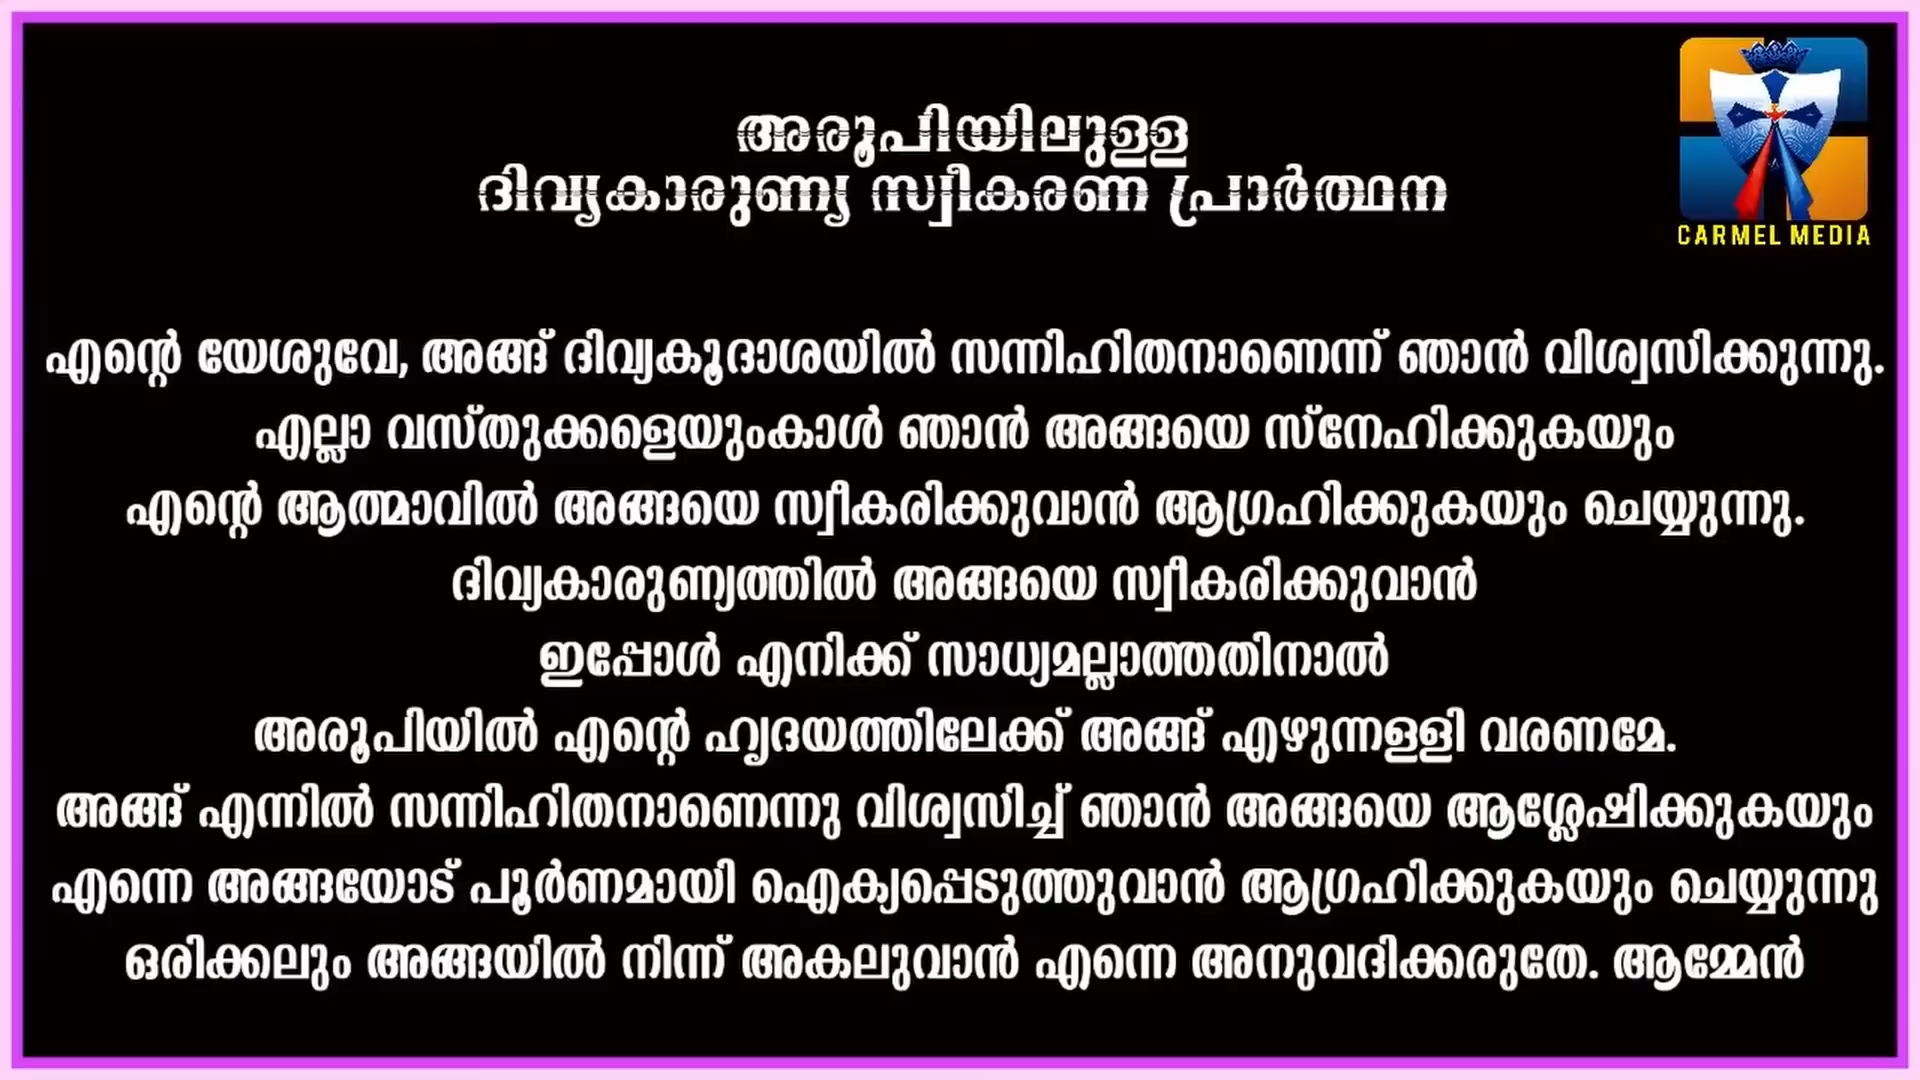 അരൂപിയിലുള്ള
ദിവ്യകാരുണ്യ സ്വീകരണ പ്രാർത്ഥന
CARMEL MEDIA
എന്റെ യേശുവേ, അങ്ങ് ദിവ്യകൂദാശയിൽ സന്നിഹിതനാണെന്ന് ഞാൻ വിശ്വസിക്കുന്നു.
എല്ലാ വസ്തുക്കളെയുംകാൾ ഞാൻ അങ്ങയെ സ്നേഹിക്കുകയും
എന്റെ ആത്മാവിൽ അങ്ങയെ സ്വീകരിക്കുവാൻ ആഗ്രഹിക്കുകയും ചെയ്യുന്നു.
ദിവ്യകാരുണ്യത്തിൽ അങ്ങയെ സ്വീകരിക്കുവാൻ
ഇപ്പോൾ എനിക്ക് സാധ്യമല്ലാത്തതിനാൽ
അരൂപിയിൽ എന്റെ ഹൃദയത്തിലേക്ക് അങ്ങ് എഴുന്നള്ളി വരണമേ.
അങ്ങ് എന്നിൽ സന്നിഹിതനാണെന്നു വിശ്വസിച്ച് ഞാൻ അങ്ങയെ ആശ്ലേഷിക്കുകയും
എന്നെ അങ്ങയോട് പൂർണമായി ഐക്യപ്പെടുത്തുവാൻ ആഗ്രഹിക്കുകയും ചെയ്യുന്നു
ഒരിക്കലും അങ്ങയിൽ നിന്ന് അകലുവാൻ എന്നെ അനുവദിക്കരുതേ. ആമ്മേൻ